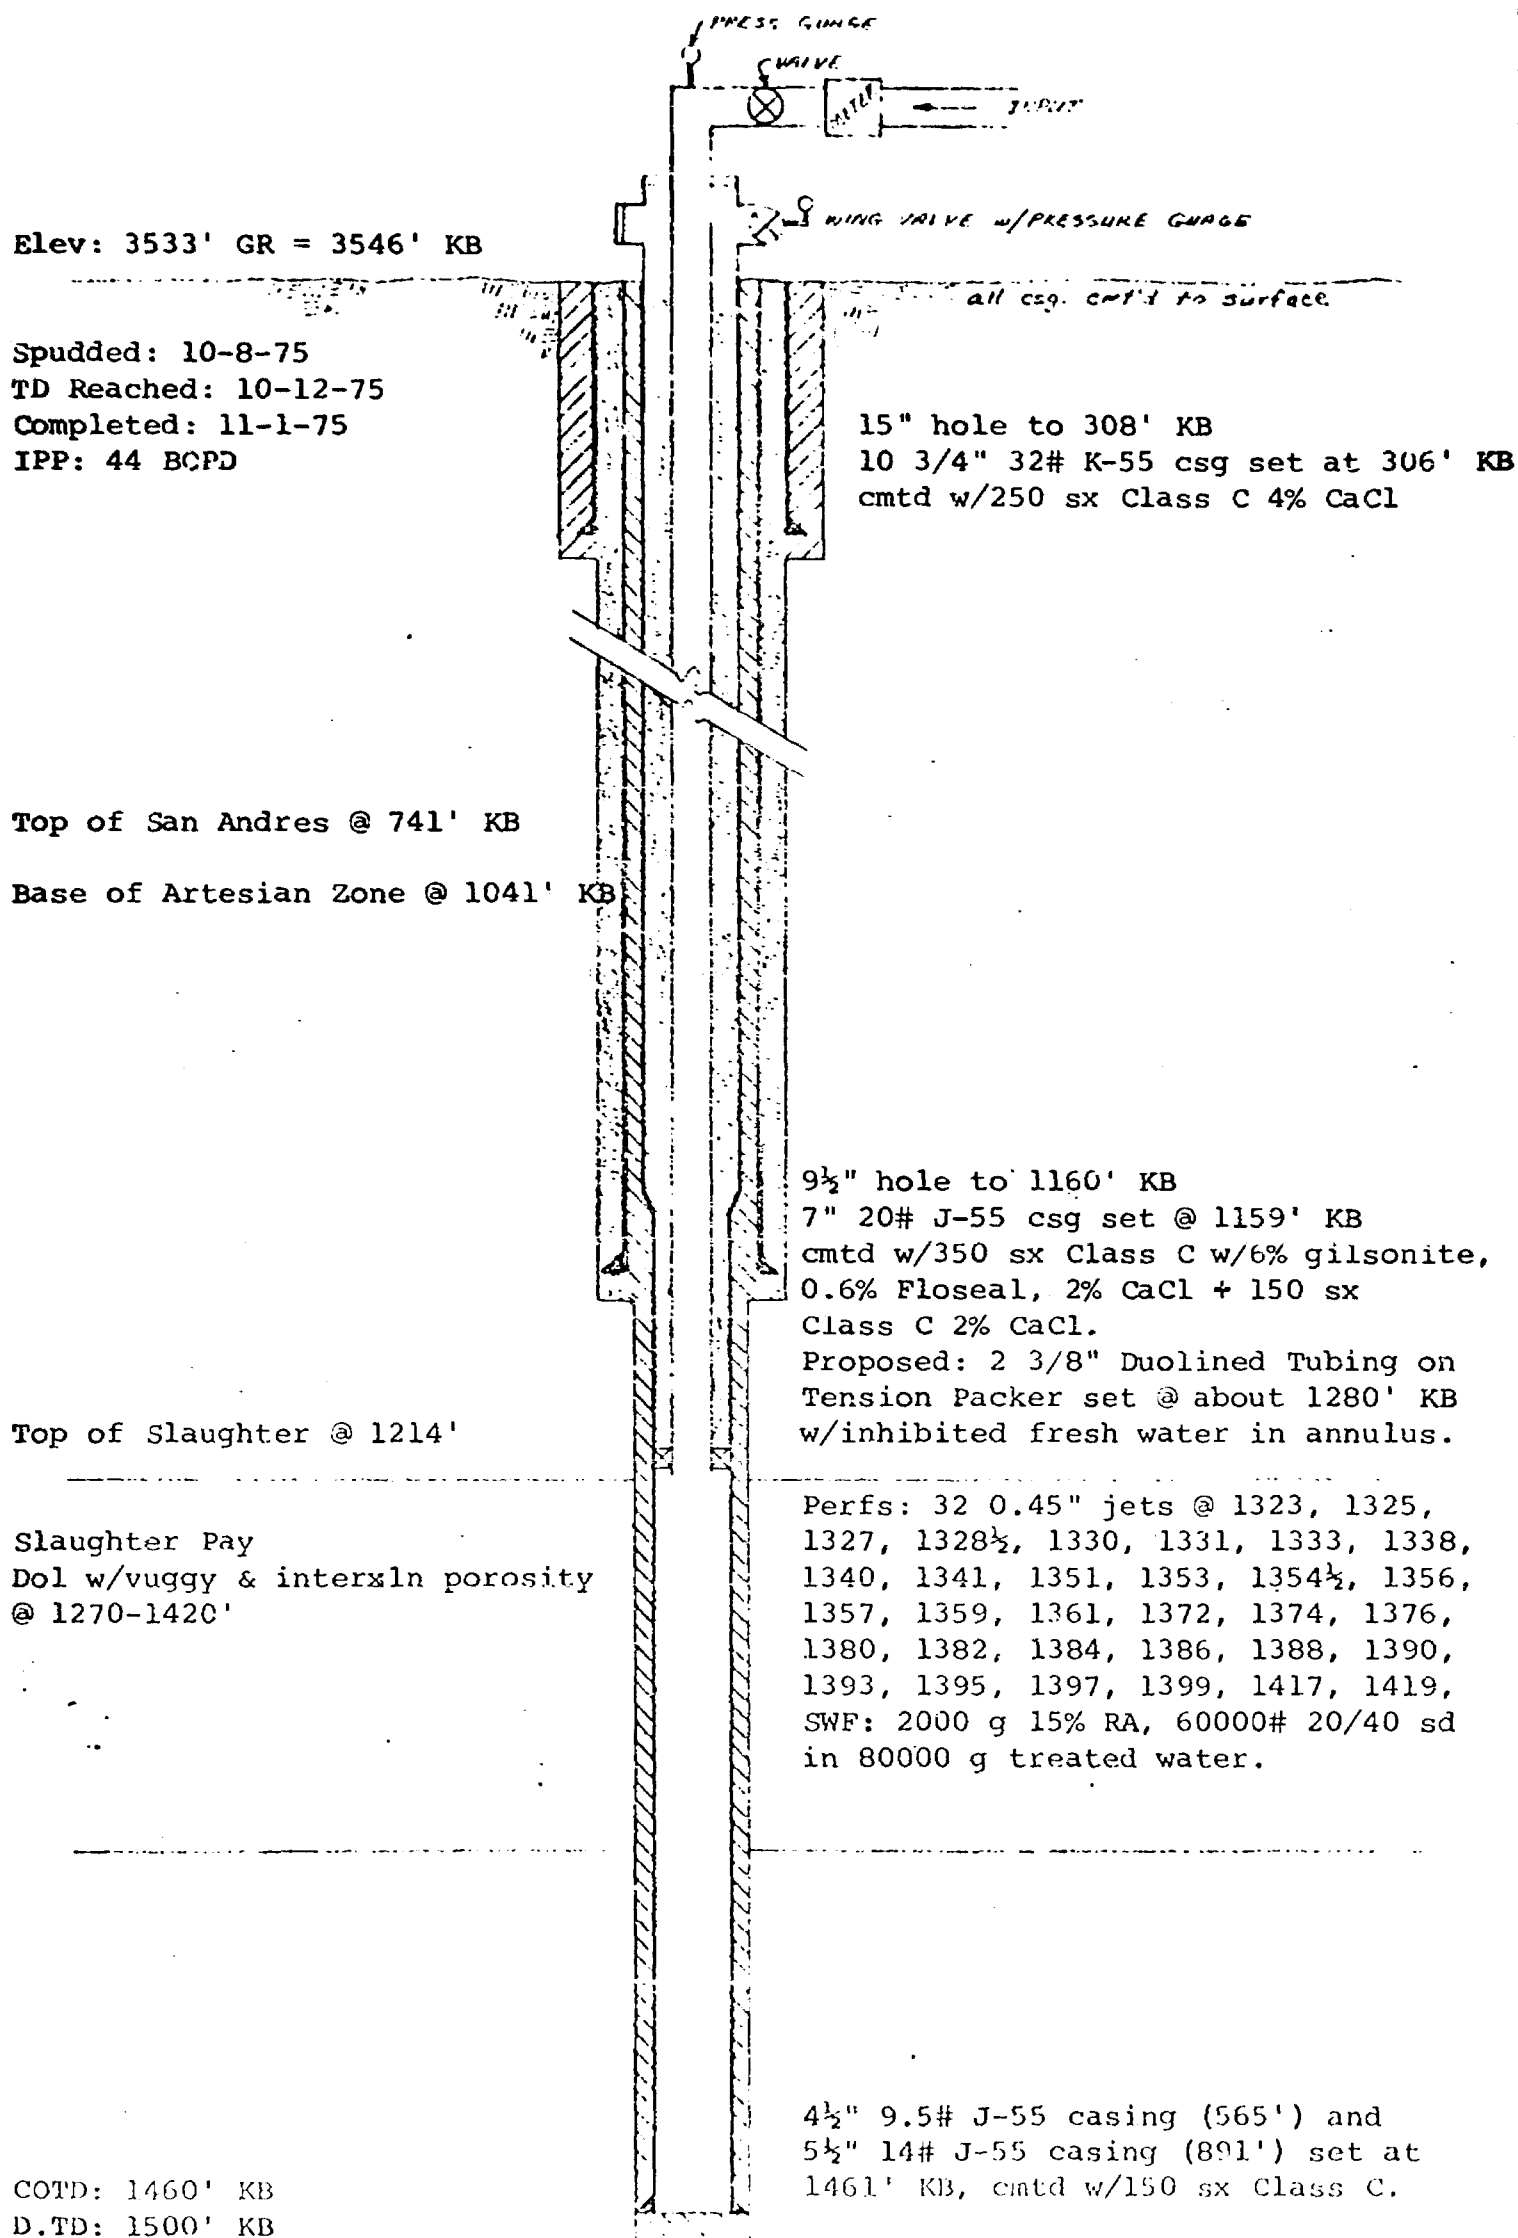 PRESS GUAGE
VALVE
METER
INPUT
WING VALVE w/PRESSURE GUAGE
Elev: 3533' GR = 3546' KB
all csg. cmt'd to surface
Spudded: 10-8-75
TD Reached: 10-12-75
Completed: 11-1-75
IPP: 44 BOPD
15" hole to 308' KB
10 3/4" 32# K-55 csg set at 306' KB
cmtd w/250 sx Class C 4% CaCl
Top of San Andres @ 741' KB
Base of Artesian Zone @ 1041' KB
9½" hole to 1160' KB
7" 20# J-55 csg set @ 1159' KB
cmtd w/350 sx Class C w/6% gilsonite,
0.6% Floseal, 2% CaCl + 150 sx
Class C 2% CaCl.
Proposed: 2 3/8" Duolined Tubing on
Tension Packer set @ about 1280' KB
w/inhibited fresh water in annulus.
Top of Slaughter @ 1214'
Slaughter Pay
Dol w/vuggy & interxln porosity
@ 1270-1420'
Perfs: 32 0.45" jets @ 1323, 1325,
1327, 1328½, 1330, 1331, 1333, 1338,
1340, 1341, 1351, 1353, 1354½, 1356,
1357, 1359, 1361, 1372, 1374, 1376,
1380, 1382, 1384, 1386, 1388, 1390,
1393, 1395, 1397, 1399, 1417, 1419,
SWF: 2000 g 15% RA, 60000# 20/40 sd
in 80000 g treated water.
4½" 9.5# J-55 casing (565') and
5½" 14# J-55 casing (891') set at
1461' KB, cmtd w/150 sx Class C.
COTD: 1460' KB
D.TD: 1500' KB